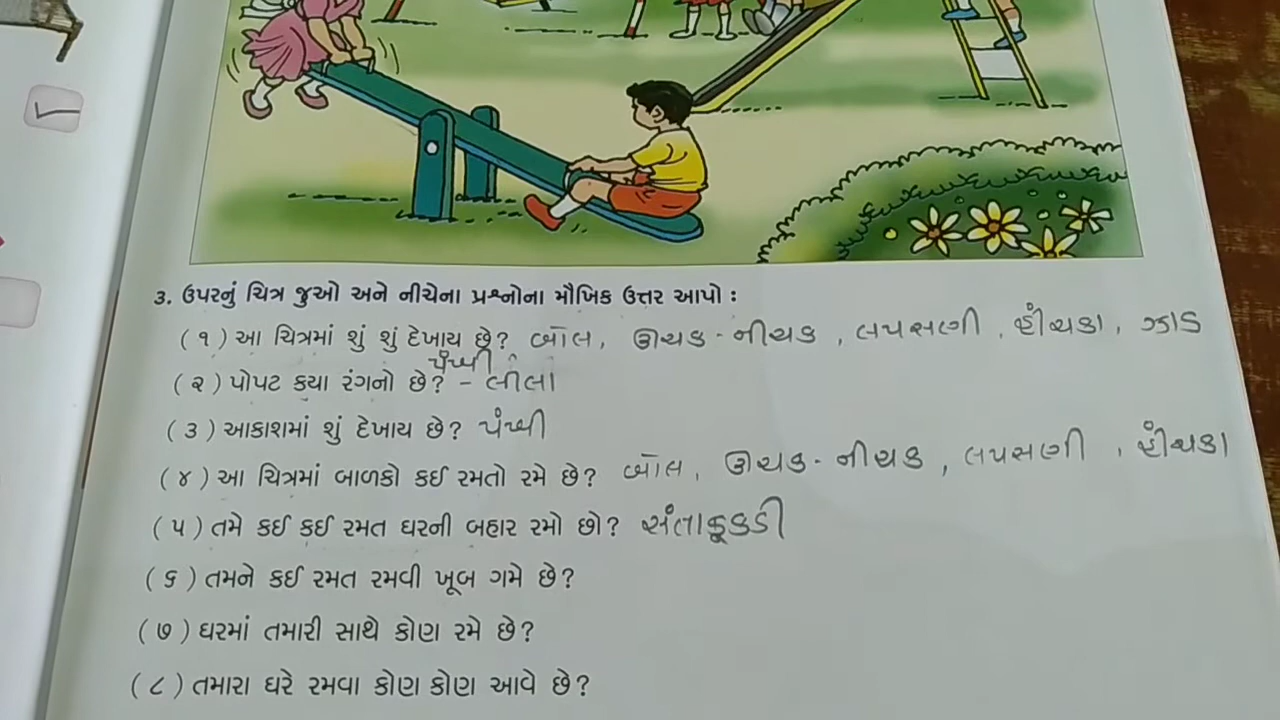 ૩. ઉપરનું ચિત્ર જુઓ અને નીચેના પ્રશ્નોના મૌખિક ઉત્તર આપો :
(૧) આ ચિત્રમાં શું શું દેખાય છે? બૉલ, ઊચક-નીચક, લપસણી, હીંચકા, ઝાડ
પંખી
(૨) પોપટ કયા રંગનો છે? - લીલા
(૩) આકાશમાં શું દેખાય છે? પંખી
(૪) આ ચિત્રમાં બાળકો કઈ રમતો રમે છે? બૉલ, ઊચક-નીચક, લપસણી, હીંચકા
(૫) તમે કઈ કઈ રમત ઘરની બહાર રમો છો? સંતાકૂકડી
(૬) તમને કઈ રમત રમવી ખૂબ ગમે છે?
(૭) ઘરમાં તમારી સાથે કોણ રમે છે?
(૮) તમારા ઘરે રમવા કોણ કોણ આવે છે?